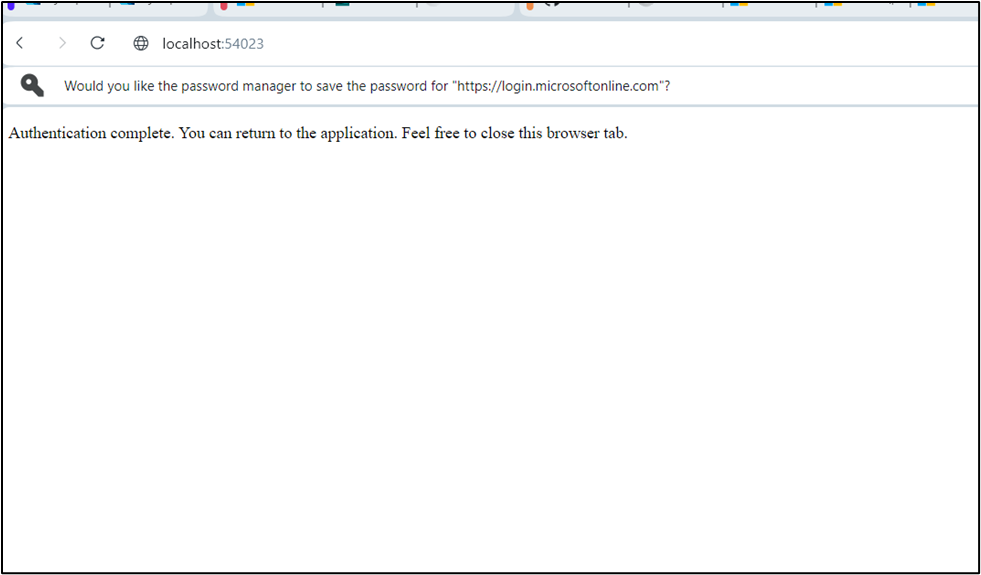 localhost:54023
Would you like the password manager to save the password for "https://login.microsoftonline.com"?
Authentication complete. You can return to the application. Feel free to close this browser tab.